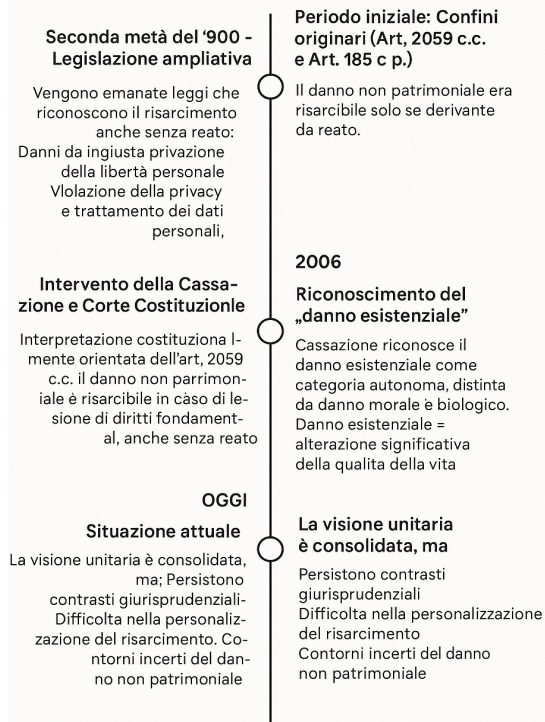 Periodo iniziale: Confini
originari (Art, 2059 c.c.
e Art. 185 c p.)
Il danno non patrimoniale era
risarcibile solo se derivante
da reato.
Seconda metà del ‘900 -
Legislazione ampliativa
Vengono emanate leggi che
riconoscono il risarcimento
anche senza reato:
Danni da ingiusta privazione
della libertà personale
Vlolazione della privacy
e trattamento dei dati
personali,
Intervento della Cassa-
zione e Corte Costituzionle
Interpretazione costituziona l-
mente orientata dell’art, 2059
c.c. il danno non parrimon-
iale è risarcibile in càso di le-
sione di diritti fondament-
al, anche senza reato
2006
Riconoscimento del
„danno esistenziale”
Cassazione riconosce il
danno esistenziale come
categoria autonoma, distinta
da danno morale è biologico.
Danno esistenziale =
alterazione significativa
della qualita della vita
OGGI
Situazione attuale
La visione unitaria è consolidata,
ma; Persistono
contrasti giurisprudenziali-
Difficolta nella personaliz-
zazione del risarcimento. Co-
ntorni incerti del dan-
no non patrimoniale
La visione unitaria
è consolidata, ma
Persistono contrasti
giurisprudenziali
Difficolta nella personalizzazione
del risarcimento
Contorni incerti del danno
non patrimoniale